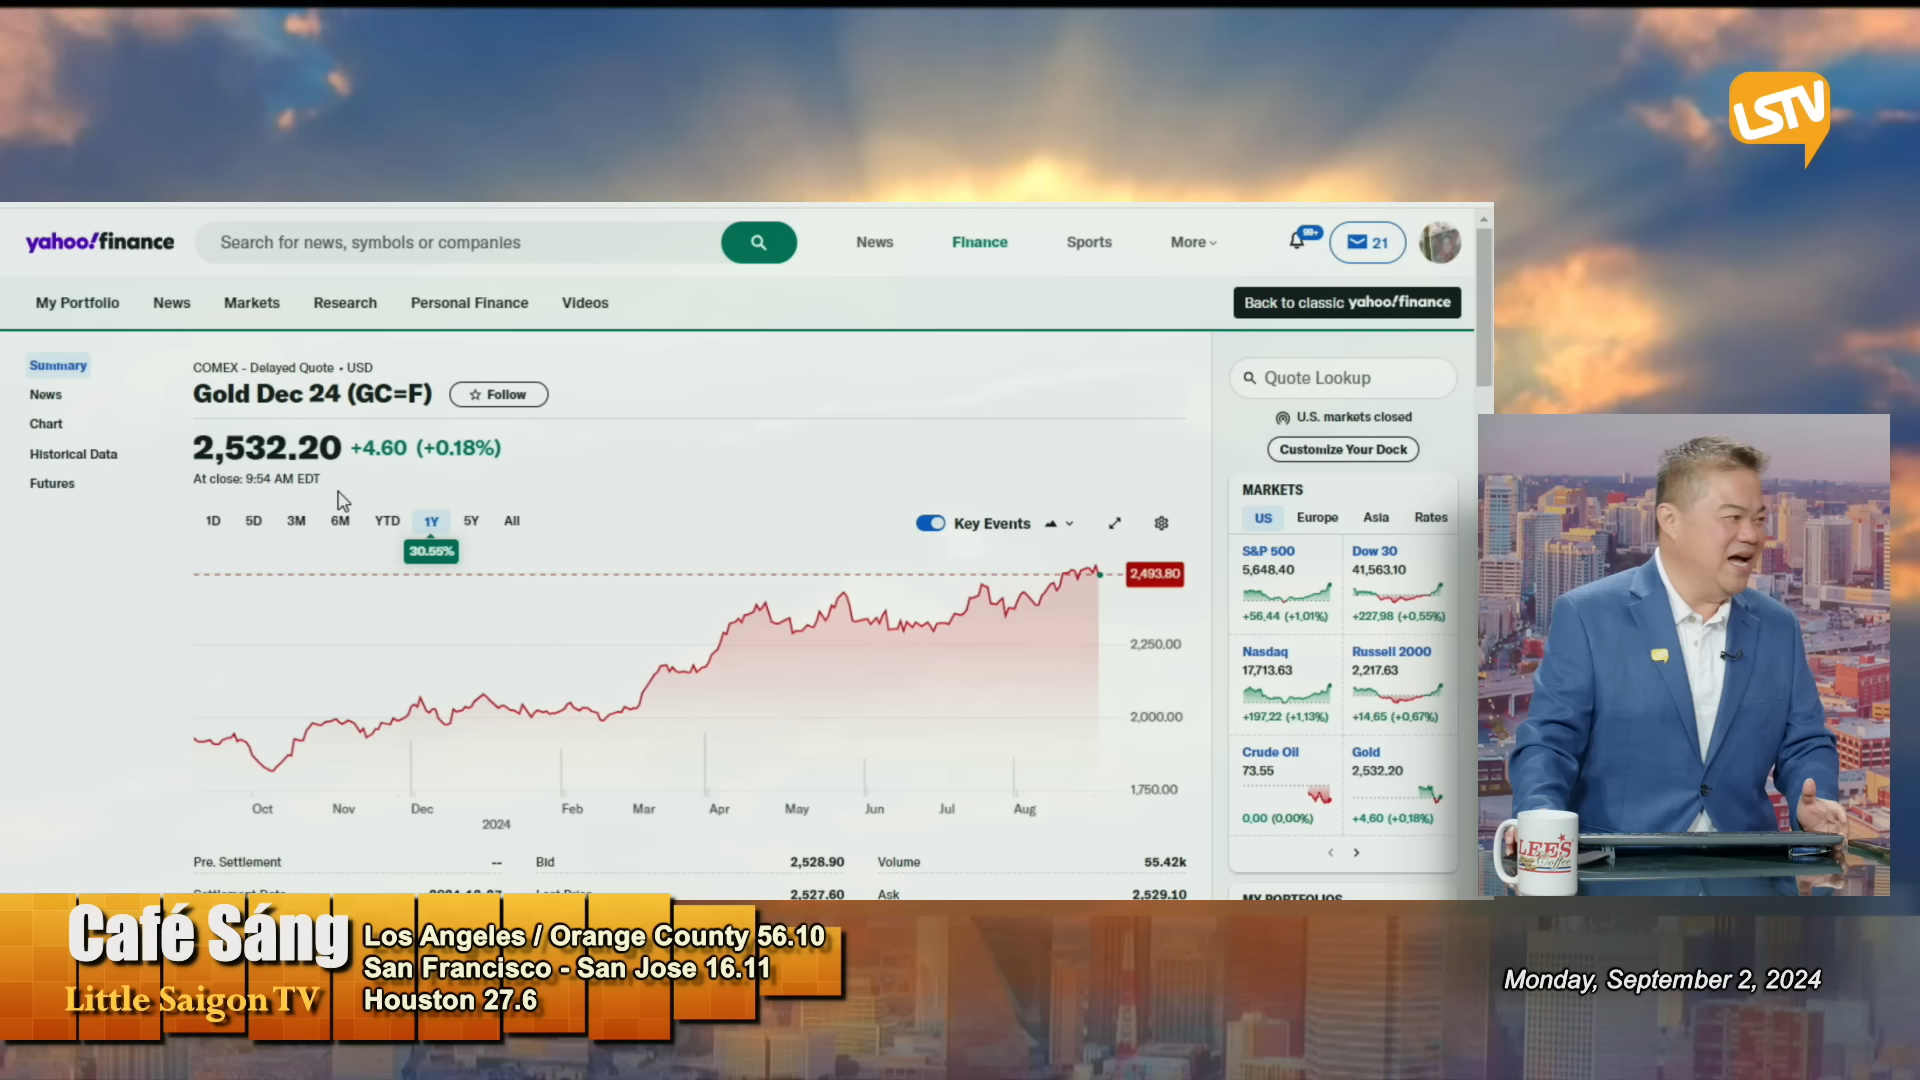 LSTV
yahoo!finance
Search for news, symbols or companies
News
Finance
Sports
More
99+
21
My Portfolio
News
Markets
Research
Personal Finance
Videos
Back to classic yahoo!finance
Summary
News
Chart
Historical Data
Futures
COMEX - Delayed Quote • USD
Gold Dec 24 (GC=F)
Follow
2,532.20 +4.60 (+0.18%)
At close: 9:54 AM EDT
1D 5D 3M 6M YTD 1Y 5Y All
30.55%
Key Events
2,493.80
2,250.00
2,000.00
1,750.00
Oct Nov Dec Feb Mar Apr May Jun Jul Aug
2024
Pre. Settlement --
Bid 2,528.90
Volume 55.42k
2,527.60
Ask 2,529.10
Quote Lookup
U.S. markets closed
Customize Your Dock
MARKETS
US Europe Asia Rates
S&P 500
5,648.40
+56.44 (+1.01%)
Dow 30
41,563.10
+227.98 (+0.55%)
Nasdaq
17,713.63
+197.22 (+1.13%)
Russell 2000
2,217.63
+14.65 (+0.67%)
Crude Oil
73.55
0.00 (0.00%)
Gold
2,532.20
+4.60 (+0.18%)
LEE'S
Coffee
Café Sáng
Little Saigon TV
Los Angeles / Orange County 56.10
San Francisco - San Jose 16.11
Houston 27.6
Monday, September 2, 2024